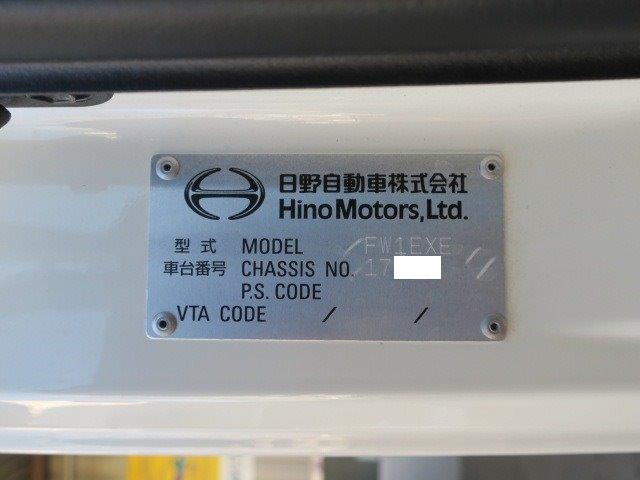 日野自動車株式会社
Hino Motors, Ltd.
型式 MODEL FW1EXE
車台番号 CHASSIS NO. 17
P.S. CODE
VTA CODE / /